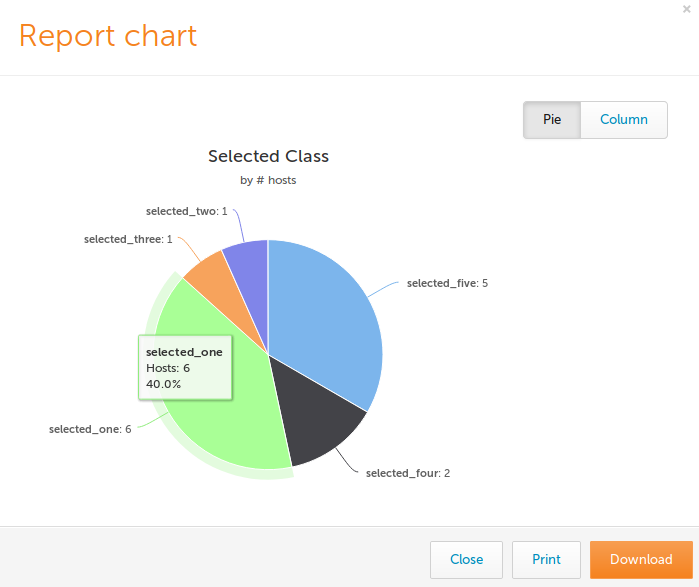 ×
Report chart
Pie
Column
Selected Class
by # hosts
selected_two: 1
selected_three: 1
selected_five: 5
selected_one
Hosts: 6
40.0%
selected_one: 6
selected_four: 2
Close
Print
Download